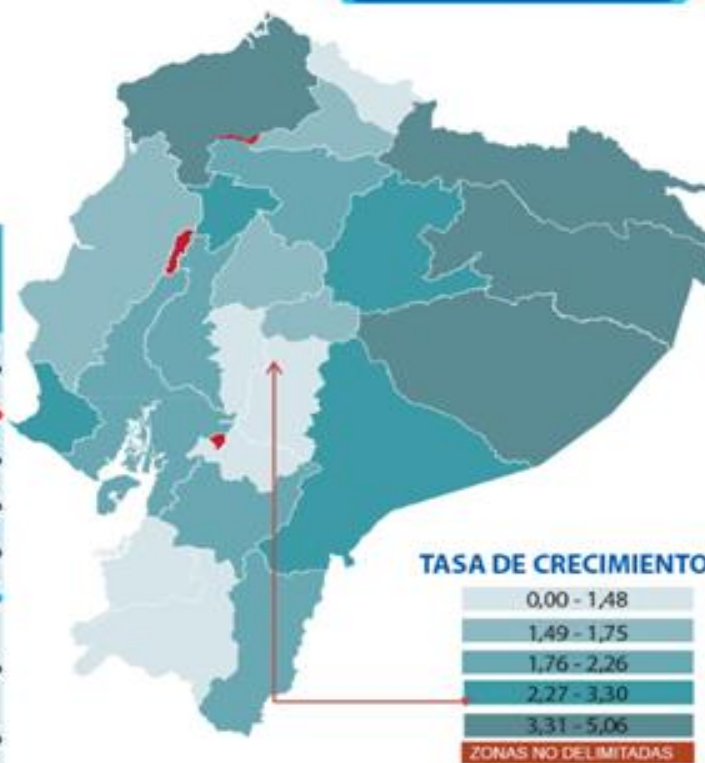 TASA DE CRECIMIENTO
0,00 - 1,48
1,49 - 1,75
1,76 - 2,26
2,27 - 3,30
3,31 - 5,06
ZONAS NO DELIMITADAS